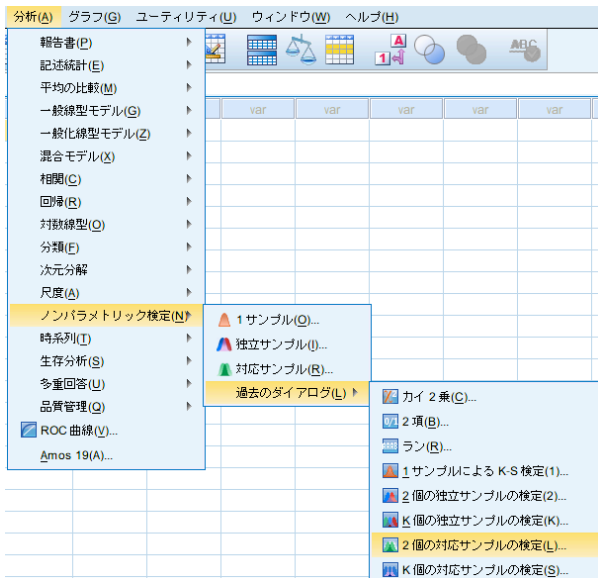 分析(A) グラフ(G) ユーティリティ(U) ウィンドウ(W) ヘルプ(H)
報告書(P)
記述統計(E)
平均の比較(M)
一般線型モデル(G)
一般化線型モデル(Z)
混合モデル(X)
相関(C)
回帰(R)
対数線型(O)
分類(F)
次元分解
尺度(A)
ノンパラメトリック検定(N)
時系列(T)
生存分析(S)
多重回答(U)
品質管理(Q)
ROC 曲線(V)...
Amos 19(A)...
1 サンプル(O)...
独立サンプル(I)...
対応サンプル(R)...
過去のダイアログ(L)
カイ 2 乗(C)...
2 項(B)...
ラン(R)...
1 サンプルによる K-S 検定(1)...
2 個の独立サンプルの検定(2)...
K 個の独立サンプルの検定(K)...
2 個の対応サンプルの検定(L)...
K 個の対応サンプルの検定(S)...
var var var var var
A
1
ABC